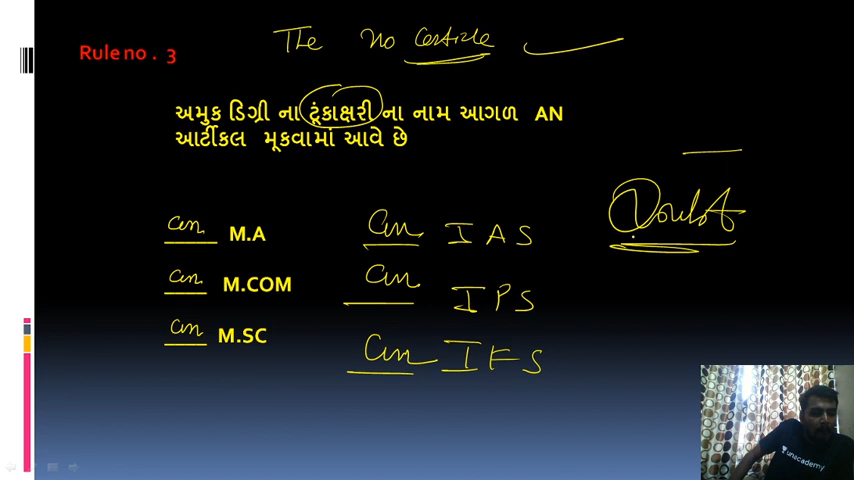 The no article
Rule no . 3
અમુક ડિગ્રી ના ટૂંકાક્ષરી ના નામ આગળ AN
આર્ટીકલ મૂકવામાં આવે છે
Doubt
an M.A
an IAS
an M.COM
an IPS
an M.SC
an IFS
unacademy